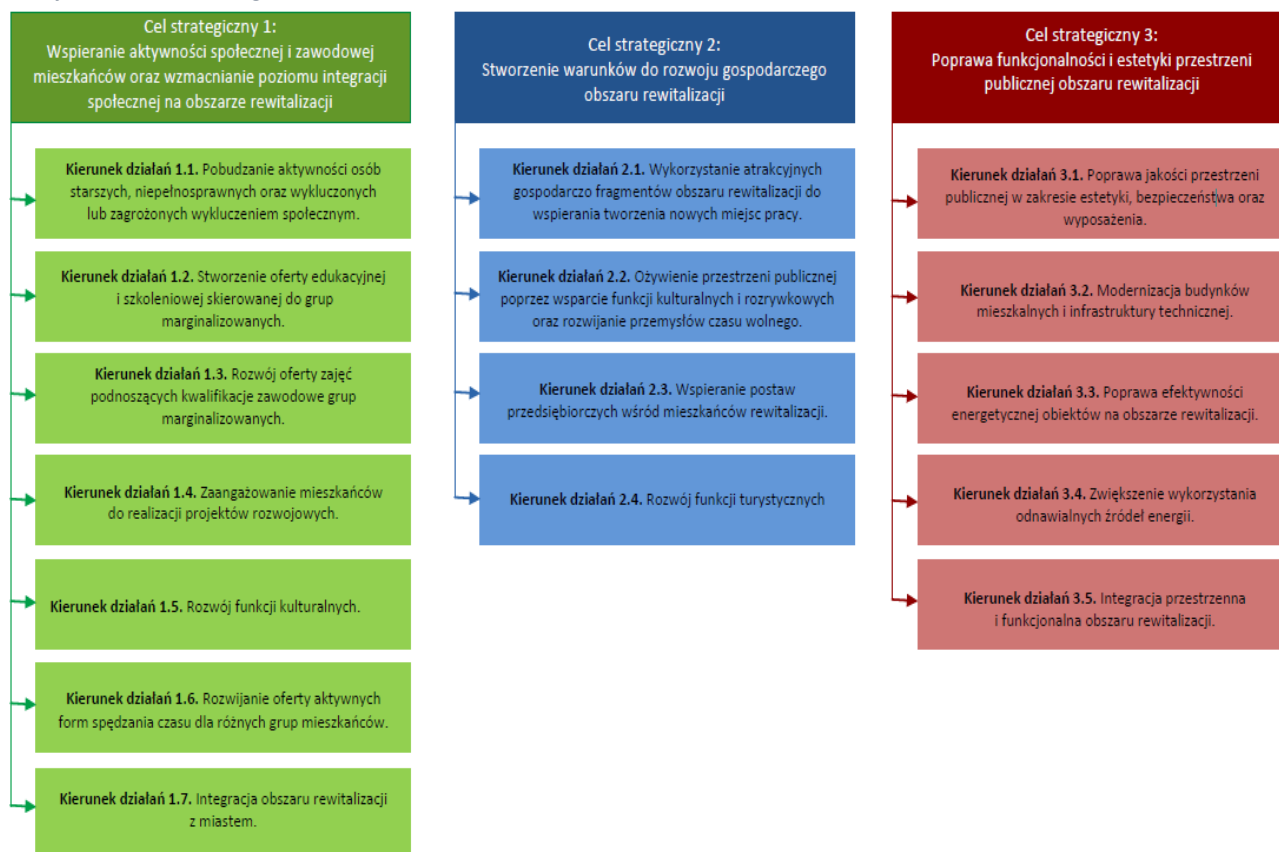 Cel strategiczny 1:
Wspieranie aktywności społecznej i zawodowej
mieszkańców oraz wzmacnianie poziomu integracji
społecznej na obszarze rewitalizacji
Kierunek działań 1.1. Pobudzanie aktywności osób
starszych, niepełnosprawnych oraz wykluczonych
lub zagrożonych wykluczeniem społecznym.
Kierunek działań 1.2. Stworzenie oferty edukacyjnej
i szkoleniowej skierowanej do grup
marginalizowanych.
Kierunek działań 1.3. Rozwój oferty zajęć
podnoszących kwalifikacje zawodowe grup
marginalizowanych.
Kierunek działań 1.4. Zaangażowanie mieszkańców
do realizacji projektów rozwojowych.
Kierunek działań 1.5. Rozwój funkcji kulturalnych.
Kierunek działań 1.6. Rozwijanie oferty aktywnych
form spędzania czasu dla różnych grup mieszkańców.
Kierunek działań 1.7. Integracja obszaru rewitalizacji
z miastem.
Cel strategiczny 2:
Stworzenie warunków do rozwoju gospodarczego
obszaru rewitalizacji
Kierunek działań 2.1. Wykorzystanie atrakcyjnych
gospodarczo fragmentów obszaru rewitalizacji do
wspierania tworzenia nowych miejsc pracy.
Kierunek działań 2.2. Ożywienie przestrzeni publicznej
poprzez wsparcie funkcji kulturalnych i rozrywkowych
oraz rozwijanie przemysłów czasu wolnego.
Kierunek działań 2.3. Wspieranie postaw
przedsiębiorczych wśród mieszkańców rewitalizacji.
Kierunek działań 2.4. Rozwój funkcji turystycznych
Cel strategiczny 3:
Poprawa funkcjonalności i estetyki przestrzeni
publicznej obszaru rewitalizacji
Kierunek działań 3.1. Poprawa jakości przestrzeni
publicznej w zakresie estetyki, bezpieczeństwa oraz
wyposażenia.
Kierunek działań 3.2. Modernizacja budynków
mieszkalnych i infrastruktury technicznej.
Kierunek działań 3.3. Poprawa efektywności
energetycznej obiektów na obszarze rewitalizacji.
Kierunek działań 3.4. Zwiększenie wykorzystania
odnawialnych źródeł energii.
Kierunek działań 3.5. Integracja przestrzenna
i funkcjonalna obszaru rewitalizacji.